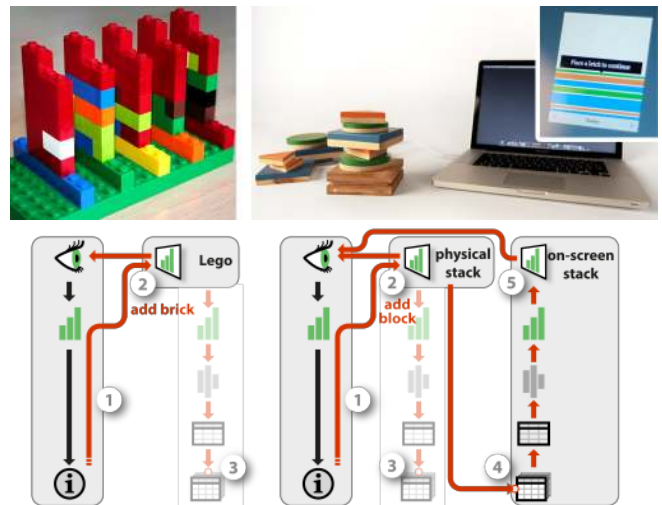 Place a brick to continue
Lego
2
add brick
1
3
i
physical
stack
2
add
block
1
3
i
on-screen
stack
5
4